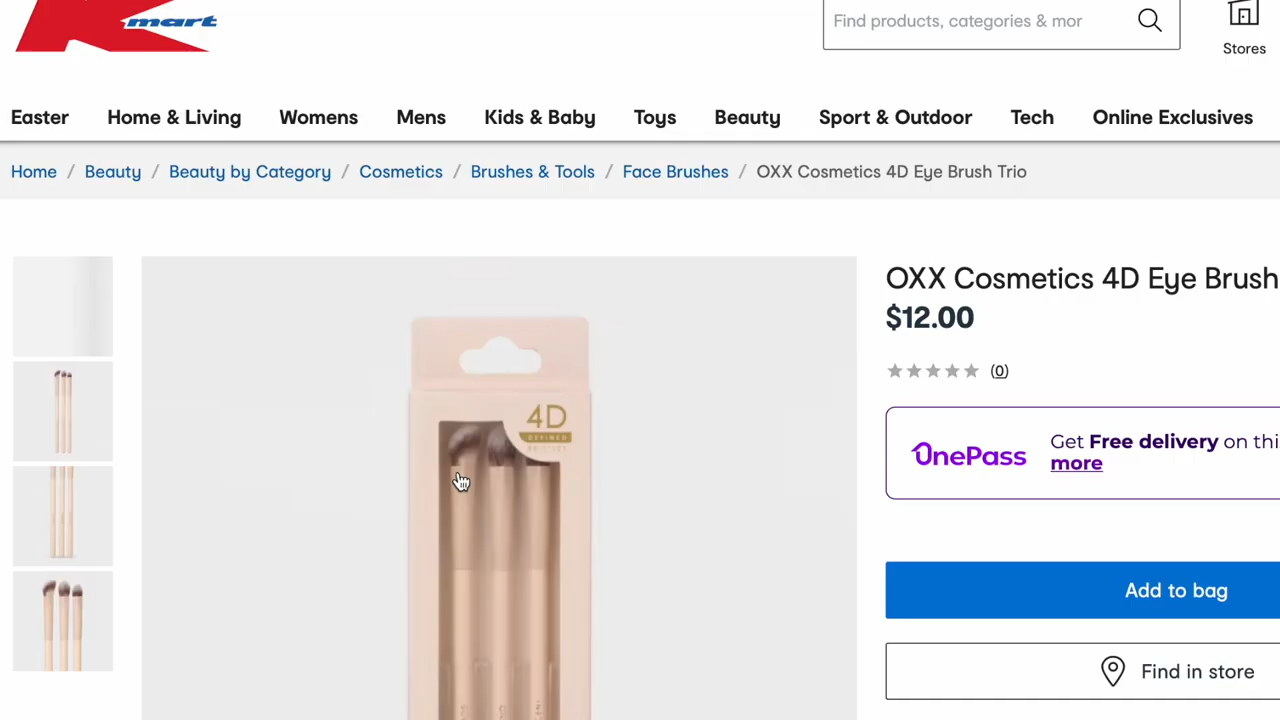 mart
Find products, categories & mor
Stores
Easter Home & Living Womens Mens Kids & Baby Toys Beauty Sport & Outdoor Tech Online Exclusives
Home / Beauty / Beauty by Category / Cosmetics / Brushes & Tools / Face Brushes / OXX Cosmetics 4D Eye Brush Trio
OXX Cosmetics 4D Eye Brush
$12.00
(0)
4D
DEFINED
OnePass
Get Free delivery on thi
more
Add to bag
Find in store